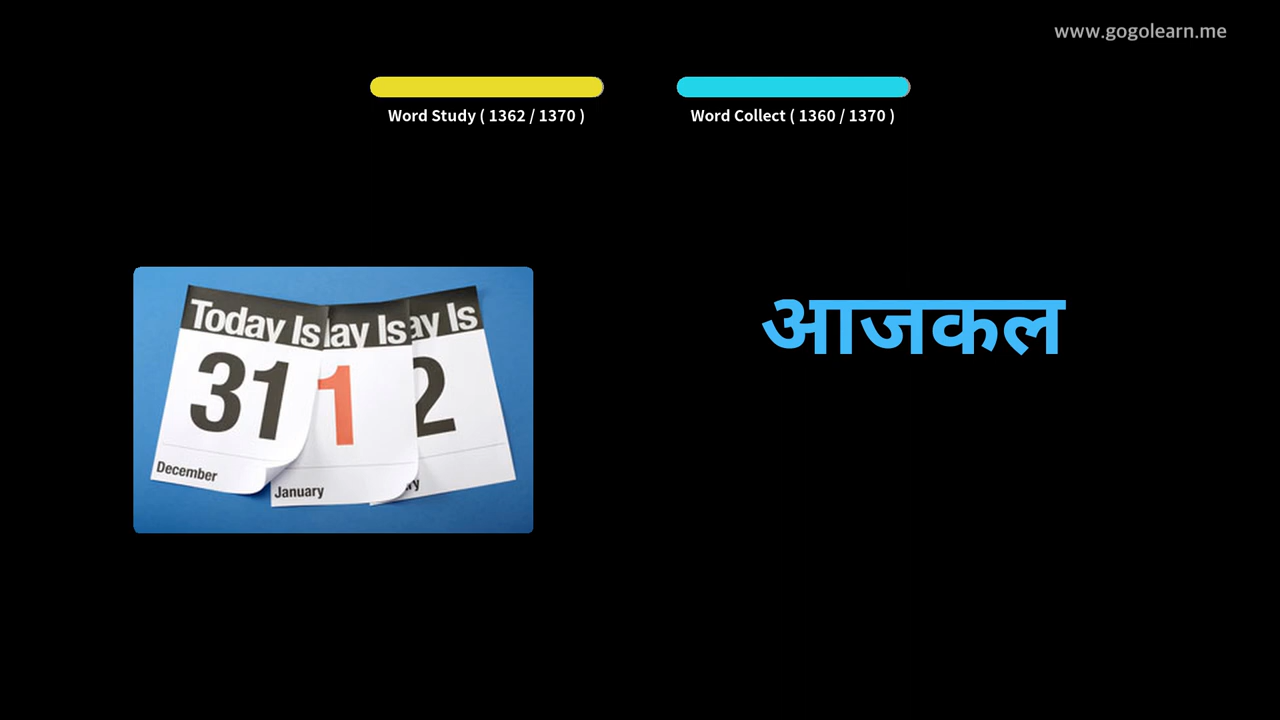 www.gogolearn.me
Word Study ( 1362 / 1370 )
Word Collect ( 1360 / 1370 )
आजकल
Today Is
31
December
ay Is
1
January
ay Is
2
ry